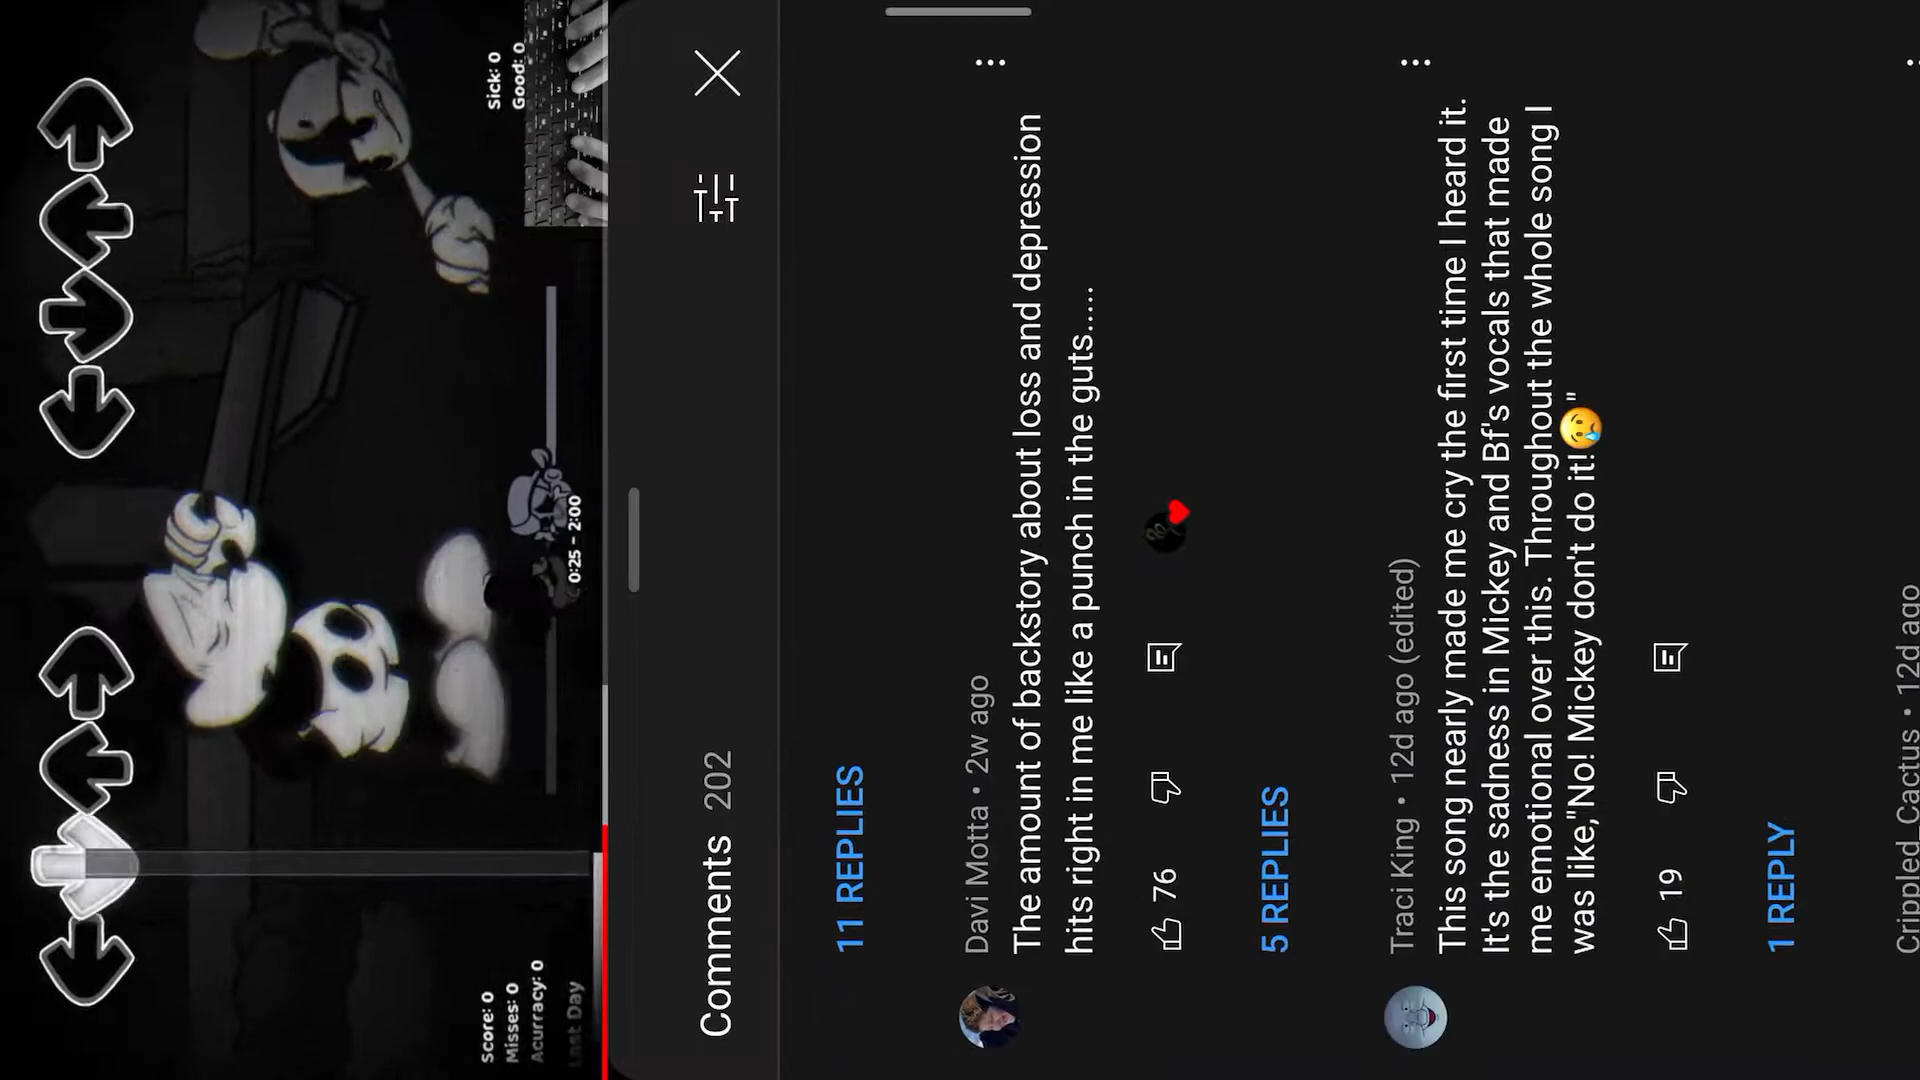 Sick: 0
Good: 0
0:25 - 2:00
Score: 0
Misses: 0
Acurracy: 0
Last Day
Comments 202
11 REPLIES
Davi Motta • 2w ago
The amount of backstory about loss and depression
hits right in me like a punch in the guts.....
76
5 REPLIES
Traci King • 12d ago (edited)
This song nearly made me cry the first time I heard it.
It's the sadness in Mickey and Bf's vocals that made
me emotional over this. Throughout the whole song I
was like,"No! Mickey don't do it!😢"
19
1 REPLY
Crippled_Cactus • 12d ago